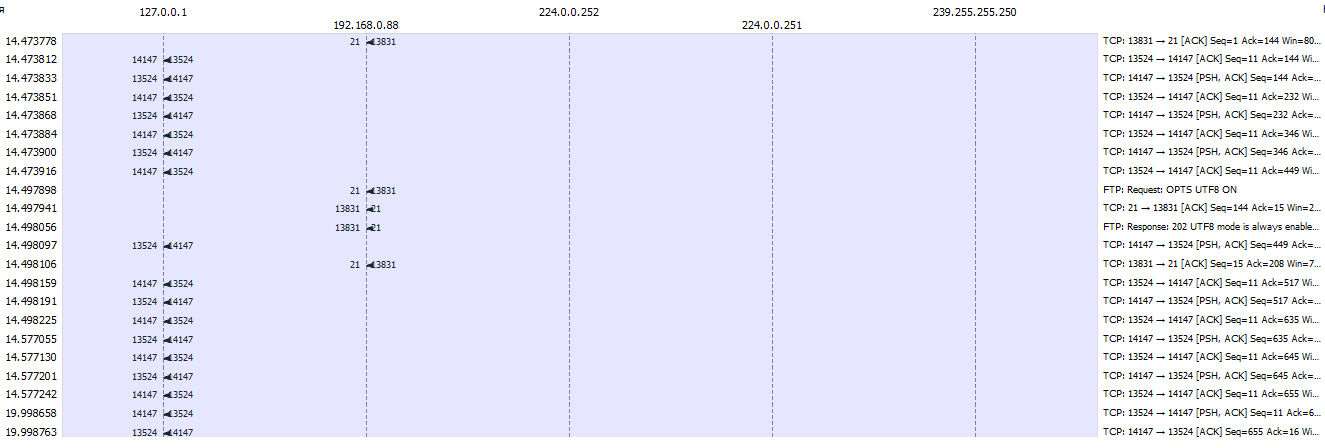 я 127.0.0.1 224.0.0.252 239.255.255.250
192.168.0.88 224.0.0.251
14.473778 21 13831 TCP: 13831 → 21 [ACK] Seq=1 Ack=144 Win=80...
14.473812 14147 13524 TCP: 13524 → 14147 [ACK] Seq=11 Ack=144 Wi...
14.473833 13524 14147 TCP: 14147 → 13524 [PSH, ACK] Seq=144 Ack=...
14.473851 14147 13524 TCP: 13524 → 14147 [ACK] Seq=11 Ack=232 Wi...
14.473868 13524 14147 TCP: 14147 → 13524 [PSH, ACK] Seq=232 Ack=...
14.473884 14147 13524 TCP: 13524 → 14147 [ACK] Seq=11 Ack=346 Wi...
14.473900 13524 14147 TCP: 14147 → 13524 [PSH, ACK] Seq=346 Ack=...
14.473916 14147 13524 TCP: 13524 → 14147 [ACK] Seq=11 Ack=449 Wi...
14.497898 21 13831 FTP: Request: OPTS UTF8 ON
14.497941 13831 21 TCP: 21 → 13831 [ACK] Seq=144 Ack=15 Win=2...
14.498056 13831 21 FTP: Response: 202 UTF8 mode is always enable...
14.498097 13524 14147 TCP: 14147 → 13524 [PSH, ACK] Seq=449 Ack=...
14.498106 21 13831 TCP: 13831 → 21 [ACK] Seq=15 Ack=208 Win=7...
14.498159 14147 13524 TCP: 13524 → 14147 [ACK] Seq=11 Ack=517 Wi...
14.498191 13524 14147 TCP: 14147 → 13524 [PSH, ACK] Seq=517 Ack=...
14.498225 14147 13524 TCP: 13524 → 14147 [ACK] Seq=11 Ack=635 Wi...
14.577055 13524 14147 TCP: 14147 → 13524 [PSH, ACK] Seq=635 Ack=...
14.577130 14147 13524 TCP: 13524 → 14147 [ACK] Seq=11 Ack=645 Wi...
14.577201 13524 14147 TCP: 14147 → 13524 [PSH, ACK] Seq=645 Ack=...
14.577242 14147 13524 TCP: 13524 → 14147 [ACK] Seq=11 Ack=655 Wi...
19.998658 14147 13524 TCP: 13524 → 14147 [PSH, ACK] Seq=11 Ack=6...
19.998763 13524 14147 TCP: 14147 → 13524 [ACK] Seq=655 Ack=16 Wi...